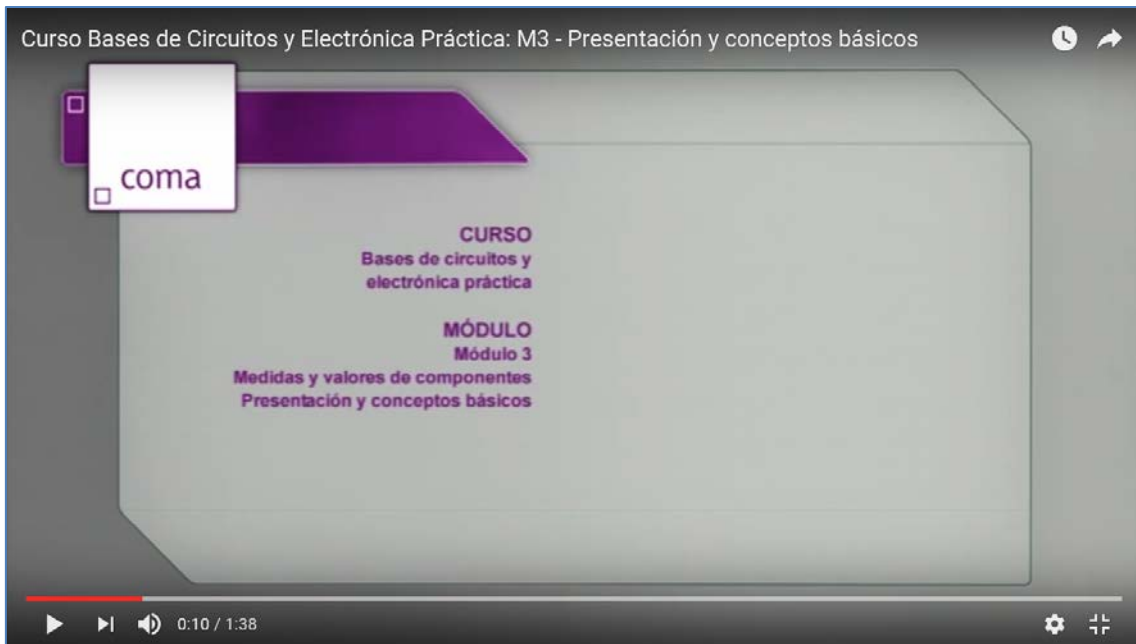 Curso Bases de Circuitos y Electrónica Práctica: M3 - Presentación y conceptos básicos
coma
CURSO
Bases de circuitos y
electrónica práctica
MÓDULO
Módulo 3
Medidas y valores de componentes
Presentación y conceptos básicos
0:10 / 1:38